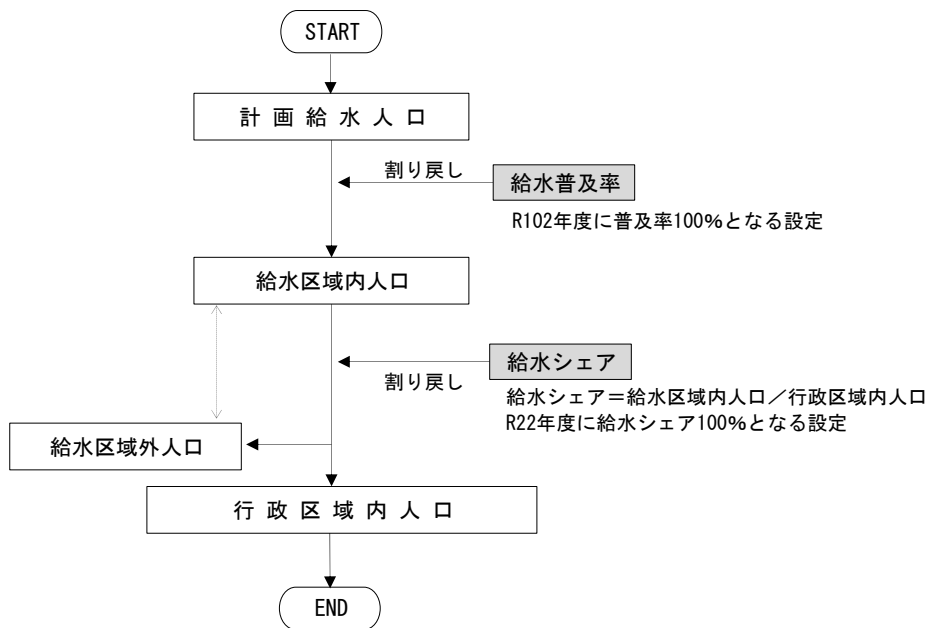 START
計画給水人口
割り戻し
給水普及率
R102年度に普及率100%となる設定
給水区域内人口
給水シェア
割り戻し
給水シェア＝給水区域内人口／行政区域内人口
R22年度に給水シェア100%となる設定
給水区域外人口
行政区域内人口
END